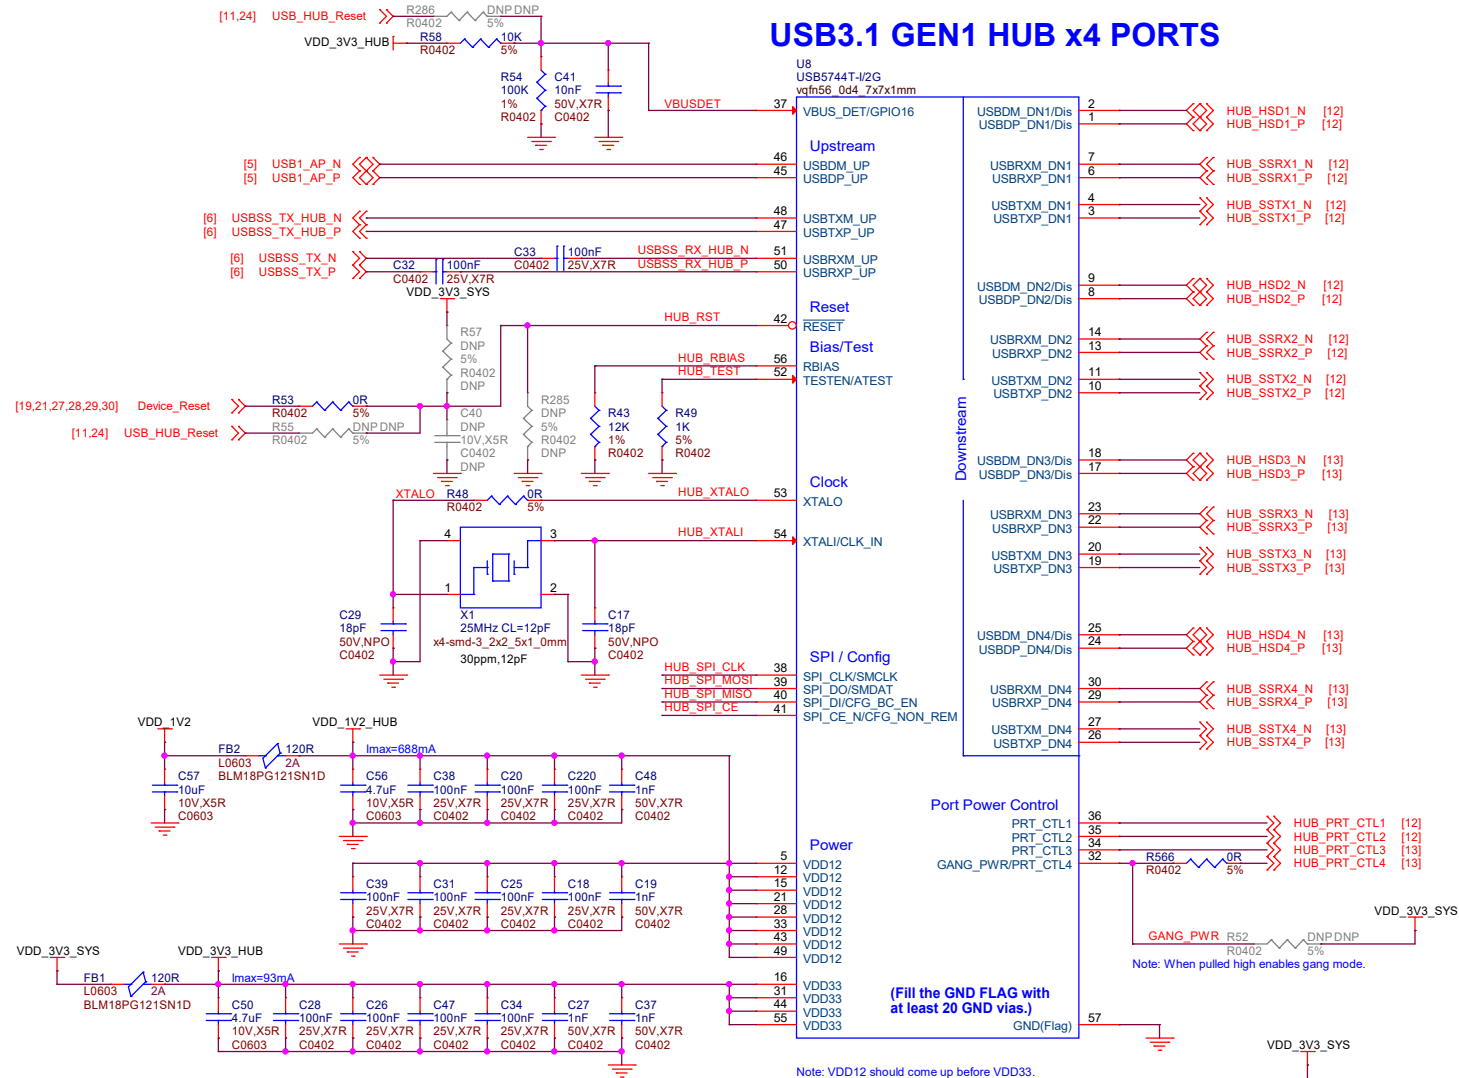 USB3.1 GEN1 HUB x4 PORTS
[11,24] USB_HUB_Reset
R286 DNP DNP
R0402 5%
VDD_3V3_HUB
R58 10K
R0402 5%
R54
100K
1%
R0402
C41
10nF
50V,X7R
C0402
VBUSDET
U8
USB5744T-I/2G
vqfn56_0d4_7x7x1mm
37 VBUS_DET/GPIO16
Upstream
[5] USB1_AP_N 46 USBDM_UP
[5] USB1_AP_P 45 USBDP_UP
[6] USBSS_TX_HUB_N 48 USBTXM_UP
[6] USBSS_TX_HUB_P 47 USBTXP_UP
[6] USBSS_TX_N
[6] USBSS_TX_P
C33 100nF
C0402 25V,X7R
C32 100nF
C0402 25V,X7R
USBSS_RX_HUB_N 51 USBRXM_UP
USBSS_RX_HUB_P 50 USBRXP_UP
VDD_3V3_SYS
R57
DNP
5%
R0402
DNP
Reset
HUB_RST 42 RESET
Bias/Test
HUB_RBIAS 56 RBIAS
HUB_TEST 52 TESTEN/ATEST
[19,21,27,28,29,30] Device_Reset
R53 0R
R0402 5%
[11,24] USB_HUB_Reset
R55 DNP DNP
R0402 5%
C40
DNP
10V,X5R
C0402
DNP
R285
DNP
5%
R0402
DNP
R43
12K
1%
R0402
R49
1K
5%
R0402
Clock
XTALO R48 0R
R0402 5%
HUB_XTALO 53 XTALO
HUB_XTALI 54 XTALI/CLK_IN
4 3
1 2
X1
25MHz CL=12pF
x4-smd-3_2x2_5x1_0mm
30ppm,12pF
C29
18pF
50V,NPO
C0402
C17
18pF
50V,NPO
C0402
SPI / Config
HUB_SPI_CLK 38 SPI_CLK/SMCLK
HUB_SPI_MOSI 39 SPI_DO/SMDAT
HUB_SPI_MISO 40 SPI_DI/CFG_BC_EN
HUB_SPI_CE 41 SPI_CE_N/CFG_NON_REM
VDD_1V2
VDD_1V2_HUB
FB2 120R
L0603 2A
BLM18PG121SN1D
Imax=688mA
C57
10uF
10V,X5R
C0603
C56
4.7uF
10V,X5R
C0603
C38
100nF
25V,X7R
C0402
C20
100nF
25V,X7R
C0402
C220
100nF
25V,X7R
C0402
C48
1nF
50V,X7R
C0402
C39
100nF
25V,X7R
C0402
C31
100nF
25V,X7R
C0402
C25
100nF
25V,X7R
C0402
C18
100nF
25V,X7R
C0402
C19
1nF
50V,X7R
C0402
Power
5 VDD12
12 VDD12
15 VDD12
21 VDD12
28 VDD12
33 VDD12
43 VDD12
49 VDD12
VDD_3V3_SYS
VDD_3V3_HUB
FB1 120R
L0603 2A
BLM18PG121SN1D
Imax=93mA
C50
4.7uF
10V,X5R
C0603
C28
100nF
25V,X7R
C0402
C26
100nF
25V,X7R
C0402
C47
100nF
25V,X7R
C0402
C34
100nF
25V,X7R
C0402
C27
1nF
50V,X7R
C0402
C37
1nF
50V,X7R
C0402
16 VDD33
31 VDD33
44 VDD33
55 VDD33
Downstream
USBDM_DN1/Dis 2 HUB_HSD1_N [12]
USBDP_DN1/Dis 1 HUB_HSD1_P [12]
USBRXM_DN1 7 HUB_SSRX1_N [12]
USBRXP_DN1 6 HUB_SSRX1_P [12]
USBTXM_DN1 4 HUB_SSTX1_N [12]
USBTXP_DN1 3 HUB_SSTX1_P [12]
USBDM_DN2/Dis 9 HUB_HSD2_N [12]
USBDP_DN2/Dis 8 HUB_HSD2_P [12]
USBRXM_DN2 14 HUB_SSRX2_N [12]
USBRXP_DN2 13 HUB_SSRX2_P [12]
USBTXM_DN2 11 HUB_SSTX2_N [12]
USBTXP_DN2 10 HUB_SSTX2_P [12]
USBDM_DN3/Dis 18 HUB_HSD3_N [13]
USBDP_DN3/Dis 17 HUB_HSD3_P [13]
USBRXM_DN3 23 HUB_SSRX3_N [13]
USBRXP_DN3 22 HUB_SSRX3_P [13]
USBTXM_DN3 20 HUB_SSTX3_N [13]
USBTXP_DN3 19 HUB_SSTX3_P [13]
USBDM_DN4/Dis 25 HUB_HSD4_N [13]
USBDP_DN4/Dis 24 HUB_HSD4_P [13]
USBRXM_DN4 30 HUB_SSRX4_N [13]
USBRXP_DN4 29 HUB_SSRX4_P [13]
USBTXM_DN4 27 HUB_SSTX4_N [13]
USBTXP_DN4 26 HUB_SSTX4_P [13]
Port Power Control
PRT_CTL1 36 HUB_PRT_CTL1 [12]
PRT_CTL2 35 HUB_PRT_CTL2 [12]
PRT_CTL3 34 HUB_PRT_CTL3 [13]
GANG_PWR/PRT_CTL4 32 HUB_PRT_CTL4 [13]
R566 0R
R0402 5%
VDD_3V3_SYS
GANG_PWR R52 DNP DNP
R0402 5%
Note: When pulled high enables gang mode.
(Fill the GND FLAG with
at least 20 GND vias.)
GND(Flag) 57
VDD_3V3_SYS
Note: VDD12 should come up before VDD33.